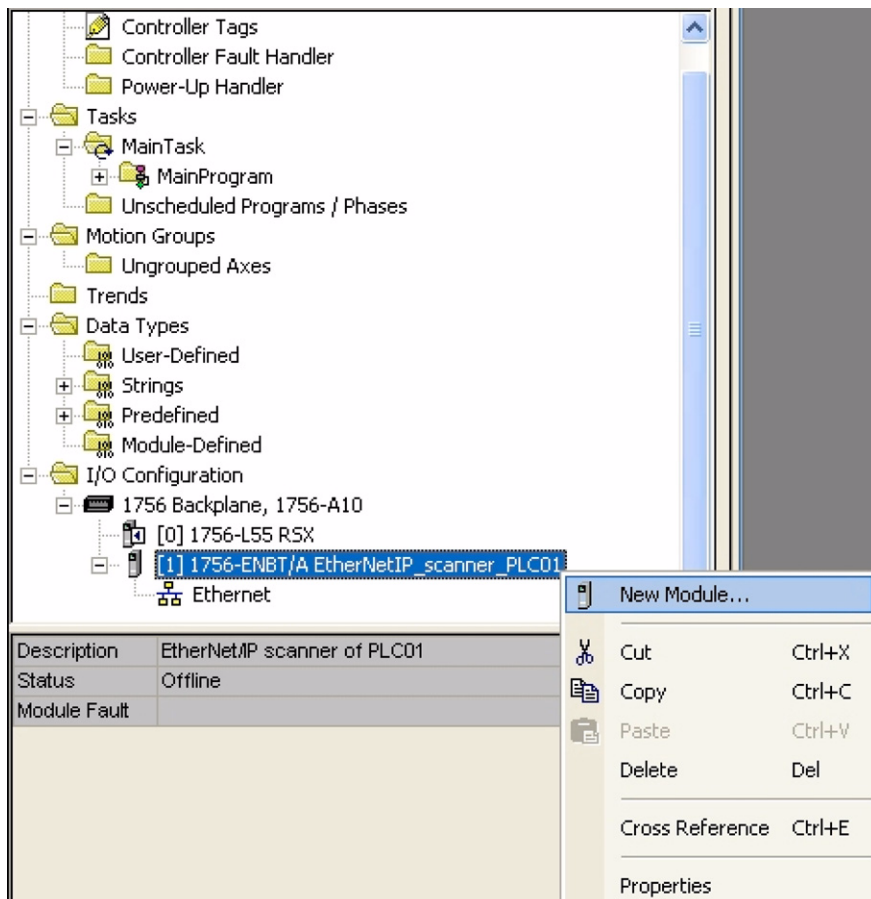 Controller Tags
Controller Fault Handler
Power-Up Handler
Tasks
MainTask
MainProgram
Unscheduled Programs / Phases
Motion Groups
Ungrouped Axes
Trends
Data Types
User-Defined
Strings
Predefined
Module-Defined
I/O Configuration
1756 Backplane, 1756-A10
[0] 1756-L55 RSX
[1] 1756-ENBT/A EtherNetIP_scanner_PLC01
Ethernet
New Module...
Cut Ctrl+X
Copy Ctrl+C
Paste Ctrl+V
Delete Del
Cross Reference Ctrl+E
Properties
Description EtherNet/IP scanner of PLC01
Status Offline
Module Fault